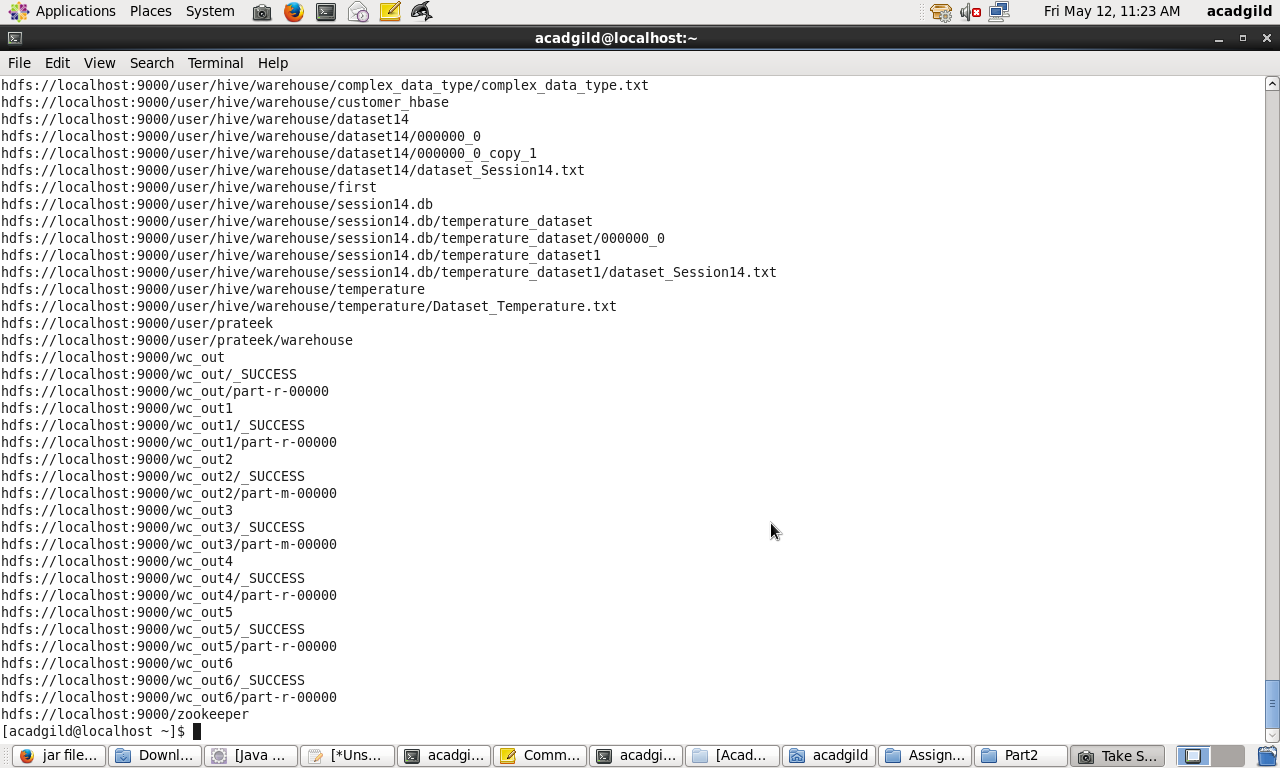 Applications Places System Fri May 12, 11:23 AM acadgild
acadgild@localhost:~
File Edit View Search Terminal Help
hdfs://localhost:9000/user/hive/warehouse/complex_data_type/complex_data_type.txt
hdfs://localhost:9000/user/hive/warehouse/customer_hbase
hdfs://localhost:9000/user/hive/warehouse/dataset14
hdfs://localhost:9000/user/hive/warehouse/dataset14/000000_0
hdfs://localhost:9000/user/hive/warehouse/dataset14/000000_0_copy_1
hdfs://localhost:9000/user/hive/warehouse/dataset14/dataset_Session14.txt
hdfs://localhost:9000/user/hive/warehouse/first
hdfs://localhost:9000/user/hive/warehouse/session14.db
hdfs://localhost:9000/user/hive/warehouse/session14.db/temperature_dataset
hdfs://localhost:9000/user/hive/warehouse/session14.db/temperature_dataset/000000_0
hdfs://localhost:9000/user/hive/warehouse/session14.db/temperature_dataset1
hdfs://localhost:9000/user/hive/warehouse/session14.db/temperature_dataset1/dataset_Session14.txt
hdfs://localhost:9000/user/hive/warehouse/temperature
hdfs://localhost:9000/user/hive/warehouse/temperature/Dataset_Temperature.txt
hdfs://localhost:9000/user/prateek
hdfs://localhost:9000/user/prateek/warehouse
hdfs://localhost:9000/wc_out
hdfs://localhost:9000/wc_out/_SUCCESS
hdfs://localhost:9000/wc_out/part-r-00000
hdfs://localhost:9000/wc_out1
hdfs://localhost:9000/wc_out1/_SUCCESS
hdfs://localhost:9000/wc_out1/part-r-00000
hdfs://localhost:9000/wc_out2
hdfs://localhost:9000/wc_out2/_SUCCESS
hdfs://localhost:9000/wc_out2/part-m-00000
hdfs://localhost:9000/wc_out3
hdfs://localhost:9000/wc_out3/_SUCCESS
hdfs://localhost:9000/wc_out3/part-m-00000
hdfs://localhost:9000/wc_out4
hdfs://localhost:9000/wc_out4/_SUCCESS
hdfs://localhost:9000/wc_out4/part-r-00000
hdfs://localhost:9000/wc_out5
hdfs://localhost:9000/wc_out5/_SUCCESS
hdfs://localhost:9000/wc_out5/part-r-00000
hdfs://localhost:9000/wc_out6
hdfs://localhost:9000/wc_out6/_SUCCESS
hdfs://localhost:9000/wc_out6/part-r-00000
hdfs://localhost:9000/zookeeper
[acadgild@localhost ~]$
jar file... Downl... [Java ... [*Uns... acadgi... Comm... acadgi... [Acad... acadgild Assign... Part2 Take S...